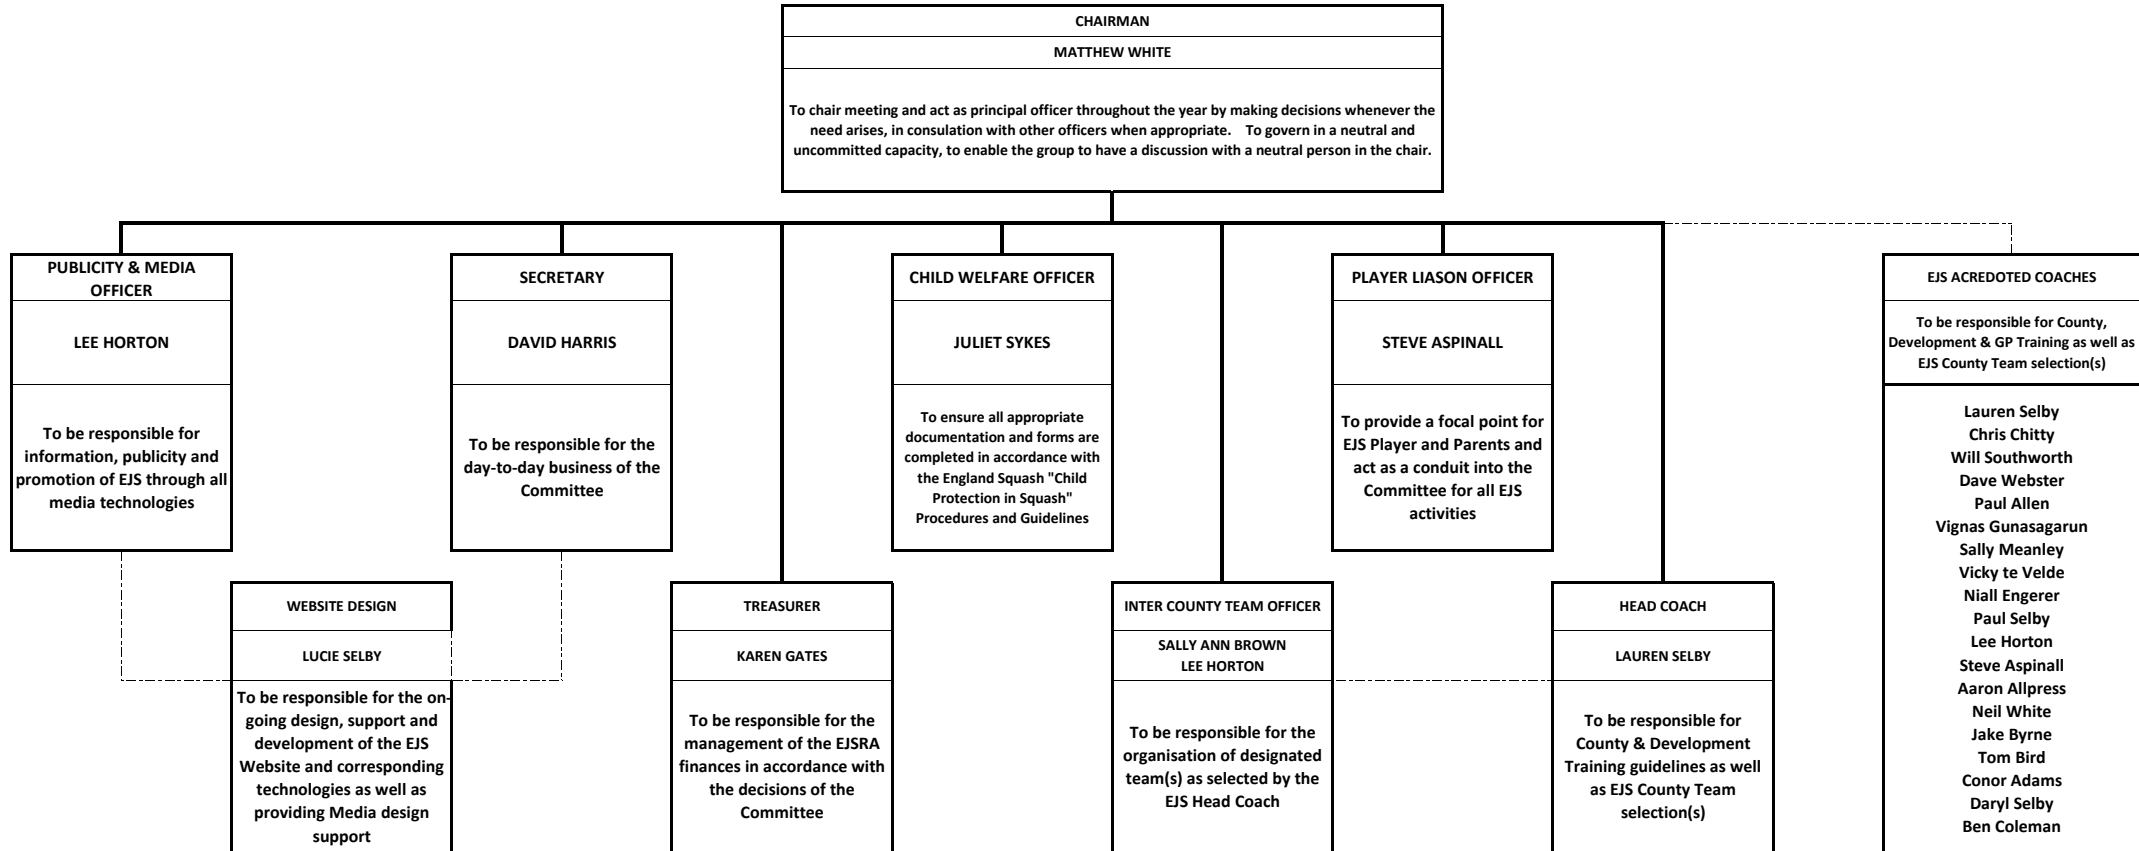 CHAIRMAN
MATTHEW WHITE
To chair meeting and act as principal officer throughout the year by making decisions whenever the
need arises, in consulation with other officers when appropriate. To govern in a neutral and
uncommitted capacity, to enable the group to have a discussion with a neutral person in the chair.
PUBLICITY & MEDIA
OFFICER
LEE HORTON
To be responsible for
information, publicity and
promotion of EJS through all
media technologies
SECRETARY
DAVID HARRIS
To be responsible for the
day-to-day business of the
Committee
CHILD WELFARE OFFICER
JULIET SYKES
To ensure all appropriate
documentation and forms are
completed in accordance with
the England Squash "Child
Protection in Squash"
Procedures and Guidelines
PLAYER LIASON OFFICER
STEVE ASPINALL
To provide a focal point for
EJS Player and Parents and
act as a conduit into the
Committee for all EJS
activities
EJS ACREDOTED COACHES
To be responsible for County,
Development & GP Training as well as
EJS County Team selection(s)
Lauren Selby
Chris Chitty
Will Southworth
Dave Webster
Paul Allen
Vignas Gunasagarun
Sally Meanley
Vicky te Velde
Niall Engerer
Paul Selby
Lee Horton
Steve Aspinall
Aaron Allpress
Neil White
Jake Byrne
Tom Bird
Conor Adams
Daryl Selby
Ben Coleman
WEBSITE DESIGN
LUCIE SELBY
To be responsible for the on-
going design, support and
development of the EJS
Website and corresponding
technologies as well as
providing Media design
support
TREASURER
KAREN GATES
To be responsible for the
management of the EJSRA
finances in accordance with
the decisions of the
Committee
INTER COUNTY TEAM OFFICER
SALLY ANN BROWN
LEE HORTON
To be responsible for the
organisation of designated
team(s) as selected by the
EJS Head Coach
HEAD COACH
LAUREN SELBY
To be responsible for
County & Development
Training guidelines as well
as EJS County Team
selection(s)